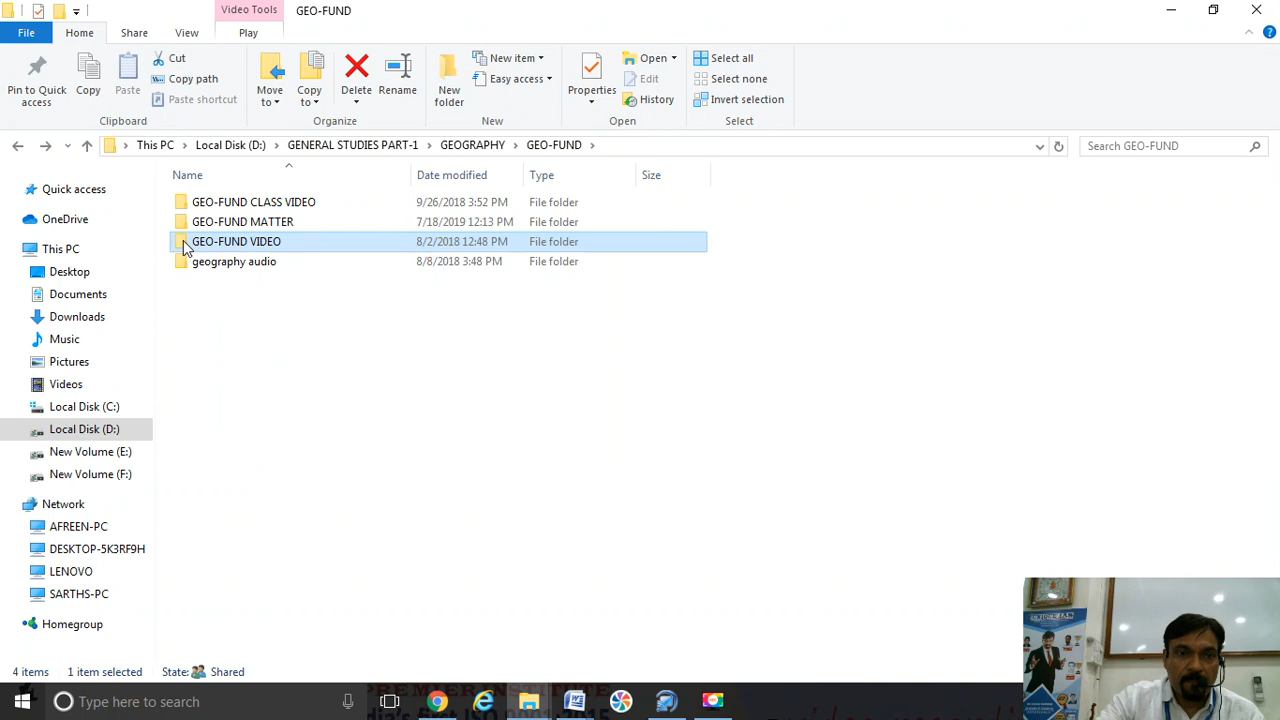 Video Tools
GEO-FUND
File
Home
Share
View
Play
Pin to Quick access
Copy
Paste
Cut
Copy path
Paste shortcut
Move to
Copy to
Delete
Rename
New folder
New item
Easy access
Properties
Open
Edit
History
Select all
Select none
Invert selection
Clipboard
Organize
New
Open
Select
This PC
Local Disk (D:)
GENERAL STUDIES PART-1
GEOGRAPHY
GEO-FUND
Search GEO-FUND
Name
Date modified
Type
Size
GEO-FUND CLASS VIDEO 9/26/2018 3:52 PM File folder
GEO-FUND MATTER 7/18/2019 12:13 PM File folder
GEO-FUND VIDEO 8/2/2018 12:48 PM File folder
geography audio 8/8/2018 3:48 PM File folder
Quick access
OneDrive
This PC
Desktop
Documents
Downloads
Music
Pictures
Videos
Local Disk (C:)
Local Disk (D:)
New Volume (E:)
New Volume (F:)
Network
AFREEN-PC
DESKTOP-5K3RF9H
LENOVO
SARTHS-PC
Homegroup
4 items
1 item selected
State:
Shared
Type here to search
PREMIER INSTITUTE